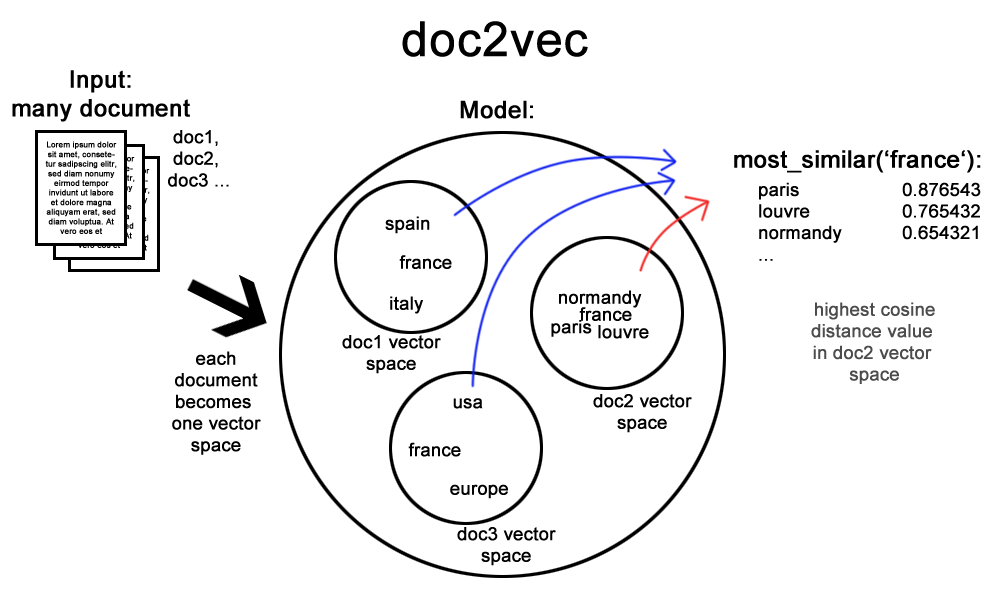 doc2vec
Input:
many document
Lorem ipsum dolor
sit amet, consete-
tur sadipscing elitr,
sed diam nonumy
eirmod tempor
invidunt ut labore
et dolore magna
aliquyam erat, sed
diam voluptua. At
vero eos et
doc1,
doc2,
doc3 ...
each
document
becomes
one vector
space
Model:
spain
france
italy
doc1 vector
space
normandy
france
paris louvre
doc2 vector
space
usa
france
europe
doc3 vector
space
most_similar(‘france‘):
paris 0.876543
louvre 0.765432
normandy 0.654321
...
highest cosine
distance value
in doc2 vector
space